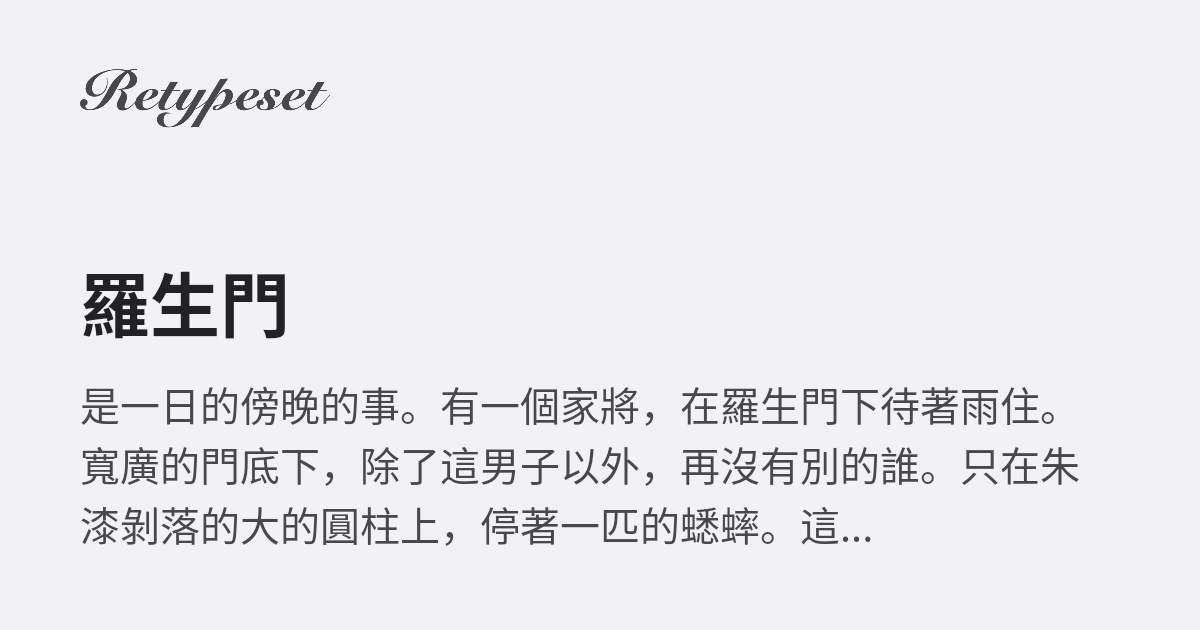 Retypeset
羅生門
是一日的傍晚的事。有一個家將，在羅生門下待著雨住。
寬廣的門底下，除了這男子以外，再沒有別的誰。只在朱
漆剝落的大的圓柱上，停著一匹的蟋蟀。這...